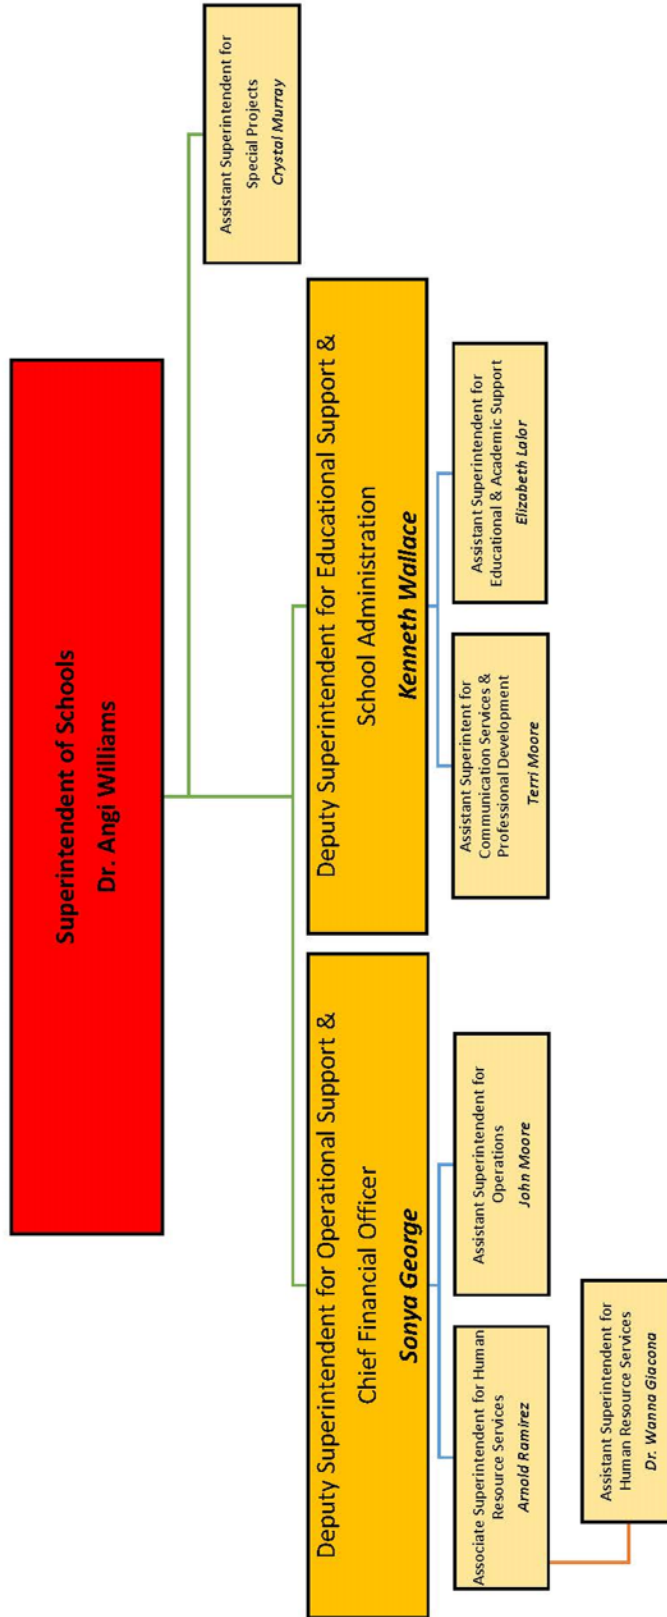 Superintendent of Schools
Dr. Angi Williams
Assistant Superintendent for
Special Projects
Crystal Murray
Deputy Superintendent for Operational Support &
Chief Financial Officer
Sonya George
Deputy Superintendent for Educational Support &
School Administration
Kenneth Wallace
Associate Superintendent for Human
Resource Services
Arnold Ramirez
Assistant Superintendent for
Operations
John Moore
Assistant Superintent for
Communication Services &
Professional Development
Terri Moore
Assistant Superintendent for
Educational & Academic Support
Elizabeth Lalor
Assistant Superintendent for
Human Resource Services
Dr. Wanna Giacona